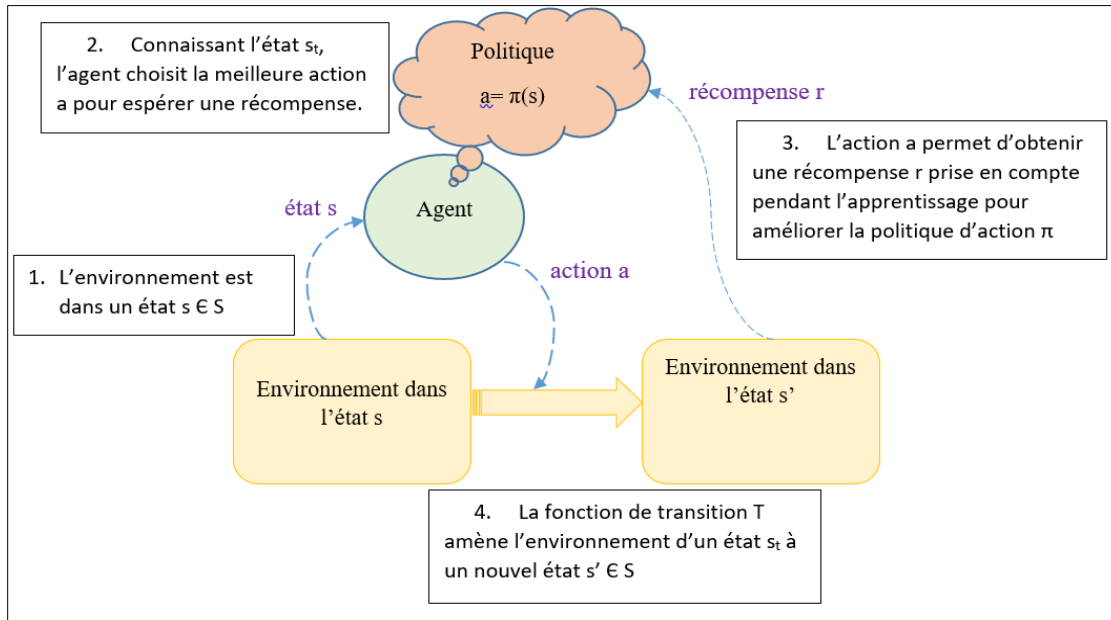 2. Connaissant l’état sₜ,
l’agent choisit la meilleure action
a pour espérer une récompense.
Politique
a= π(s)
récompense r
3. L’action a permet d’obtenir
une récompense r prise en compte
pendant l’apprentissage pour
améliorer la politique d’action π
état s
Agent
action a
1. L’environnement est
dans un état s Є S
Environnement dans
l’état s
Environnement dans
l’état s’
4. La fonction de transition T
amène l’environnement d’un état sₜ à
un nouvel état s’ Є S